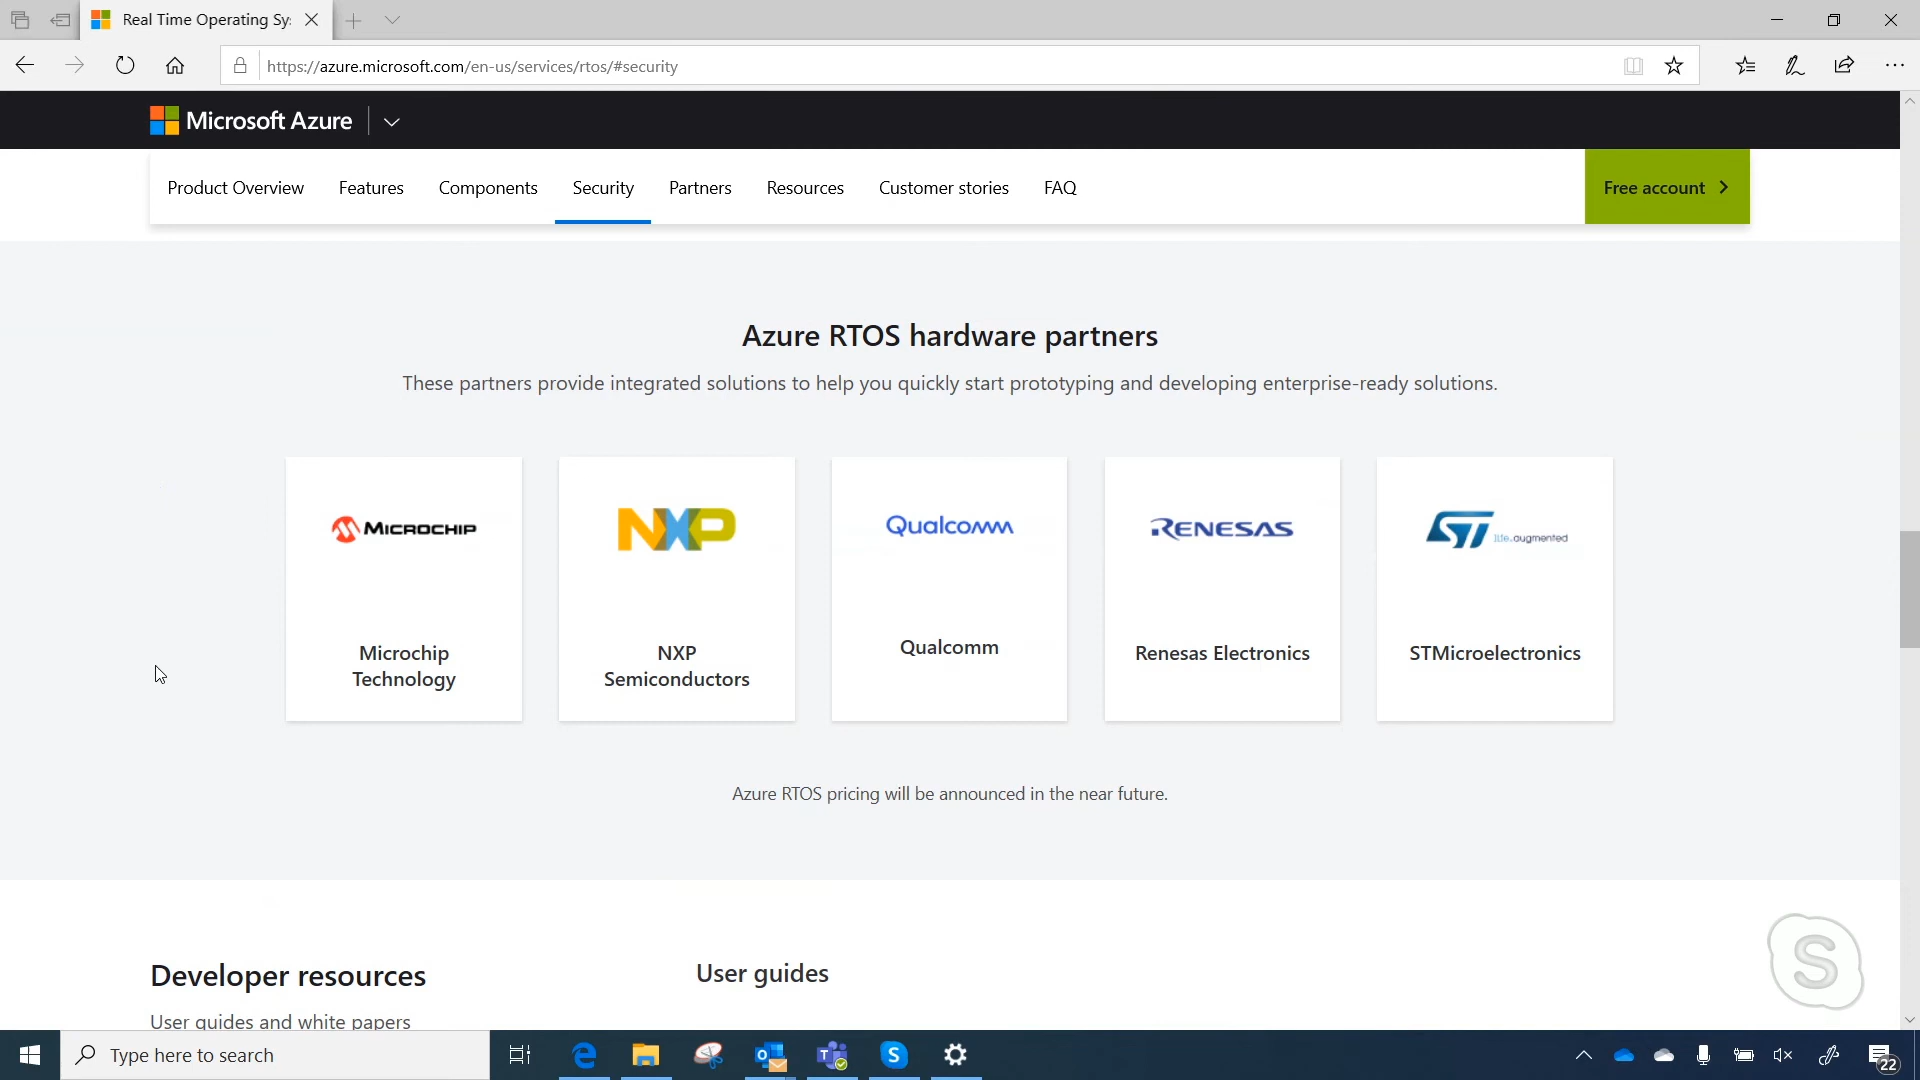 Real Time Operating Sy:
https://azure.microsoft.com/en-us/services/rtos/#security
Microsoft Azure
Product Overview Features Components Security Partners Resources Customer stories FAQ Free account
Azure RTOS hardware partners
These partners provide integrated solutions to help you quickly start prototyping and developing enterprise-ready solutions.
MICROCHIP
NXP
Qualcomm
RENESAS
ST life.augmented
Microchip
Technology
NXP
Semiconductors
Qualcomm
Renesas Electronics
STMicroelectronics
Azure RTOS pricing will be announced in the near future.
Developer resources
User guides
User guides and white papers
S
Type here to search
22